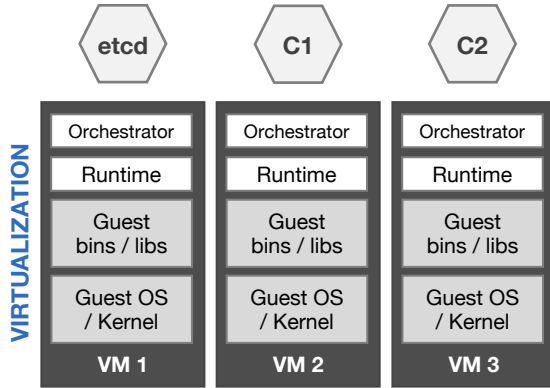 etcd
C1
C2
VIRTUALIZATION
Orchestrator
Runtime
Guest
bins / libs
Guest OS
/ Kernel
VM 1
Orchestrator
Runtime
Guest
bins / libs
Guest OS
/ Kernel
VM 2
Orchestrator
Runtime
Guest
bins / libs
Guest OS
/ Kernel
VM 3